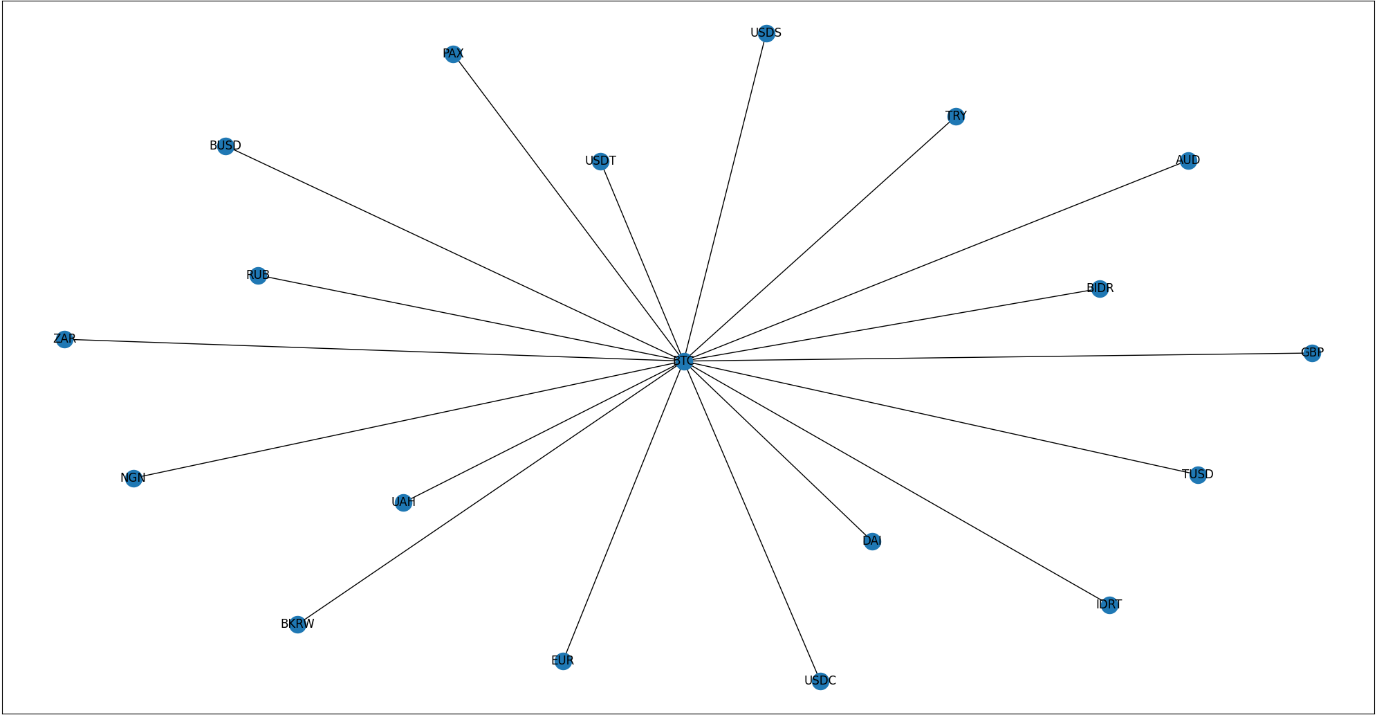 USDS
PAX
TRY
BUSD
USDT
AUD
RUB
BIDR
ZAR
GBP
BTC
NGN
TUSD
UAH
DAI
IDRT
BKRW
EUR
USDC